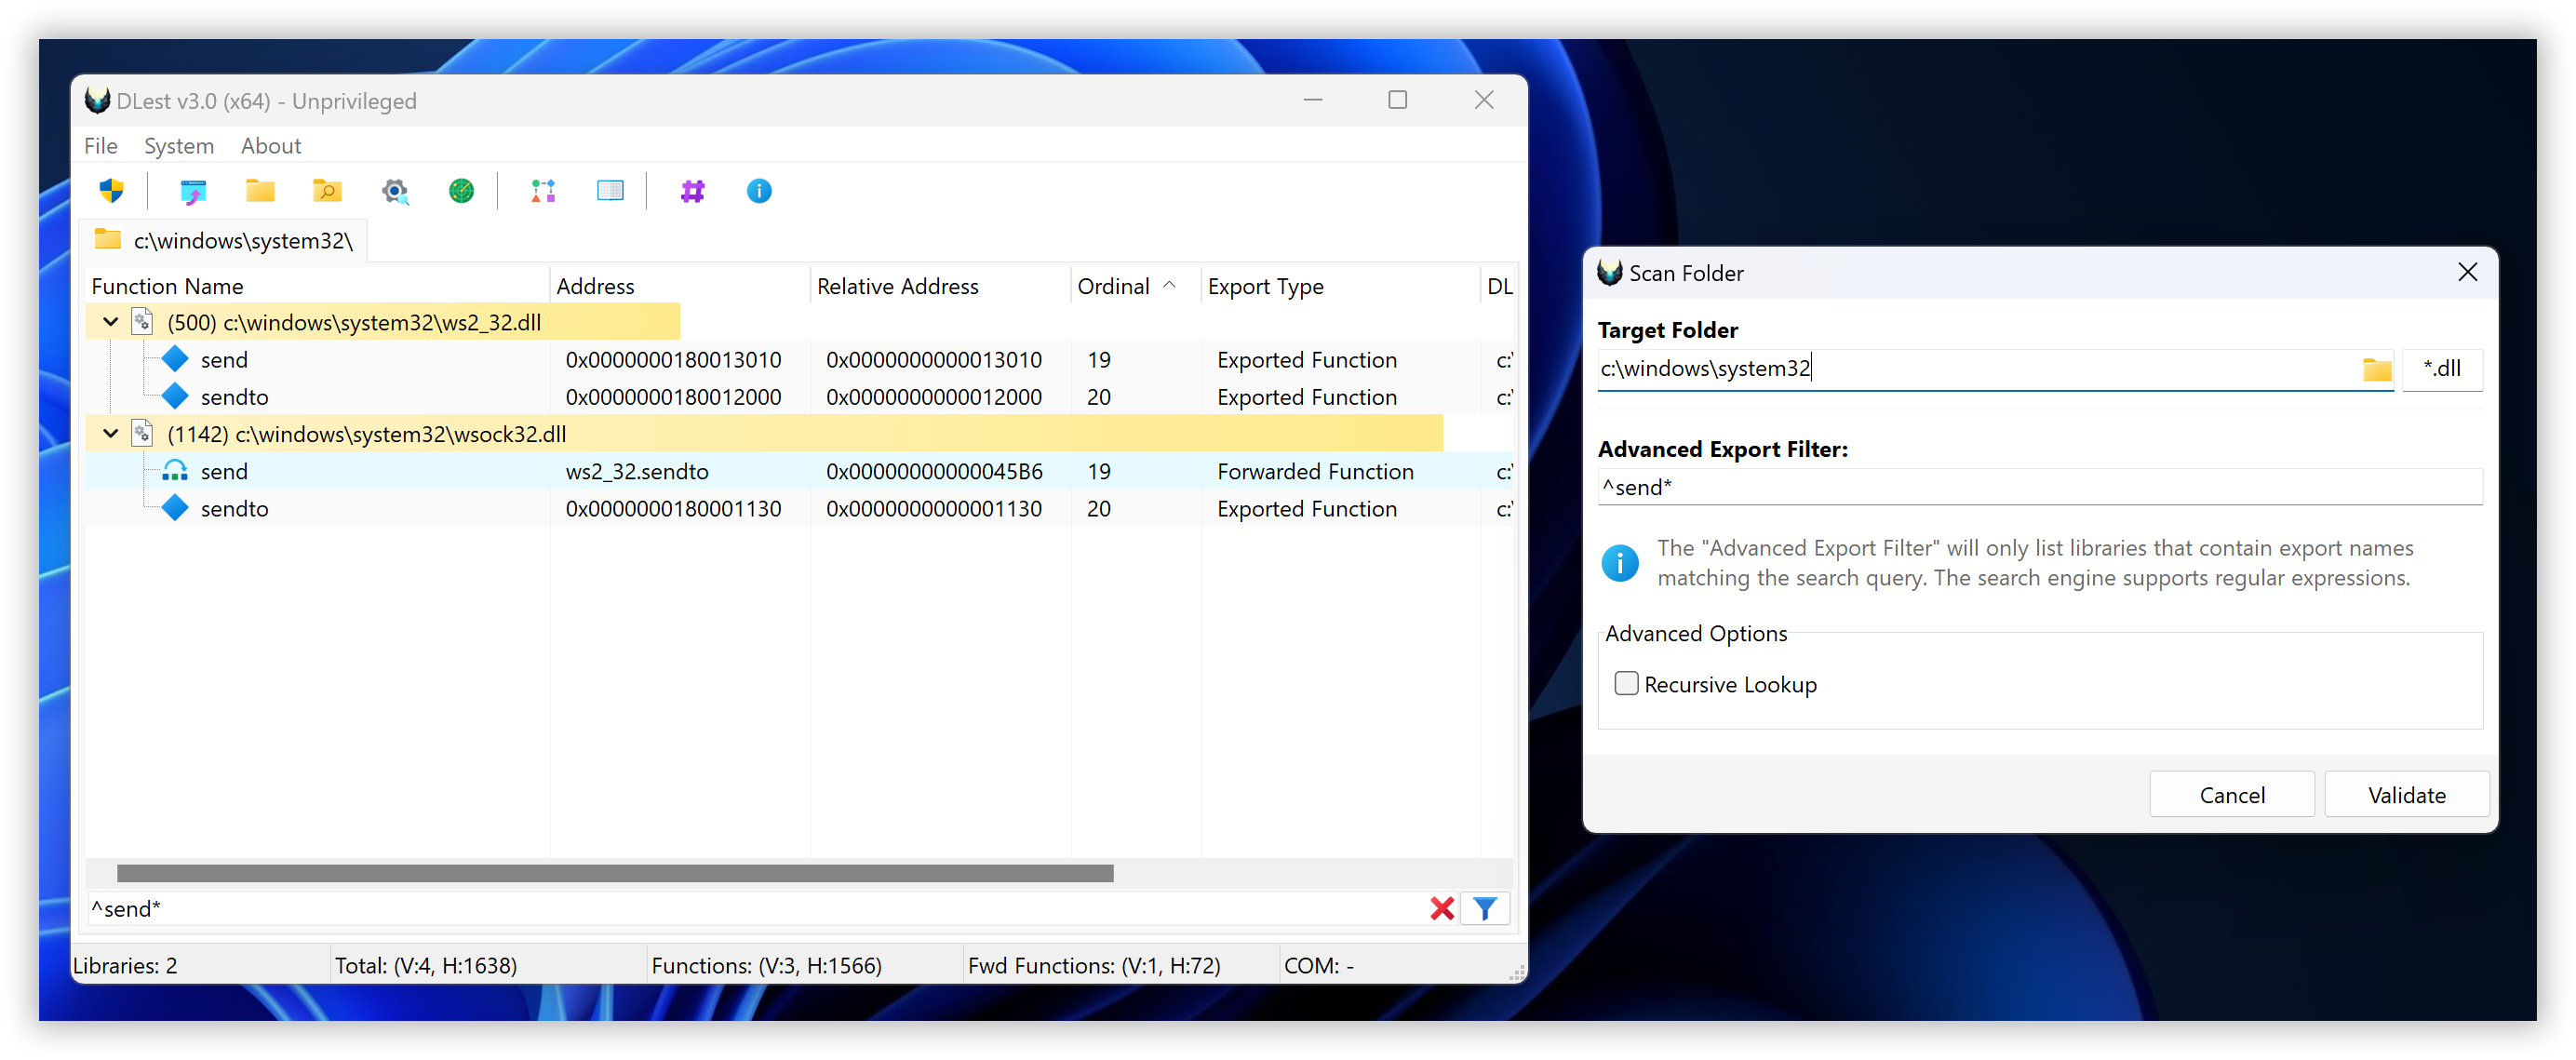 DLest v3.0 (x64) - Unprivileged
File System About
c:\windows\system32\
Function Name Address Relative Address Ordinal Export Type DL
(500) c:\windows\system32\ws2_32.dll
send 0x0000000180013010 0x0000000000013010 19 Exported Function c:\
sendto 0x0000000180012000 0x0000000000012000 20 Exported Function c:\
(1142) c:\windows\system32\wsock32.dll
send ws2_32.sendto 0x00000000000045B6 19 Forwarded Function c:\
sendto 0x0000000180001130 0x0000000000001130 20 Exported Function c:\
^send*
Libraries: 2 Total: (V:4, H:1638) Functions: (V:3, H:1566) Fwd Functions: (V:1, H:72) COM: -
Scan Folder
Target Folder
c:\windows\system32 *.dll
Advanced Export Filter:
^send*
The "Advanced Export Filter" will only list libraries that contain export names
matching the search query. The search engine supports regular expressions.
Advanced Options
Recursive Lookup
Cancel Validate